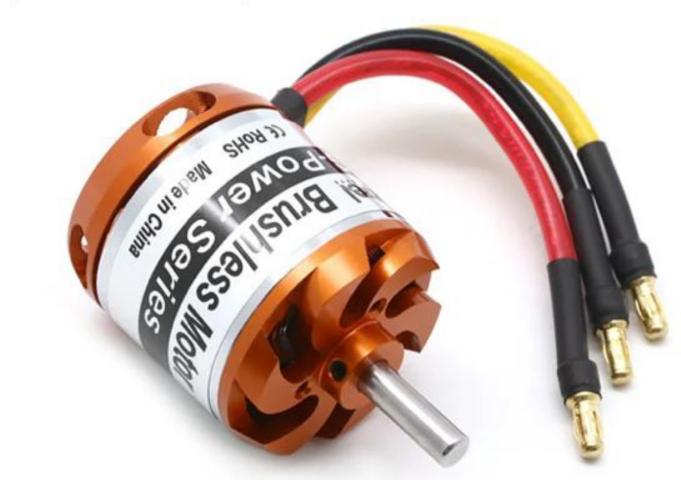 Brushless Motor
Power Series
Made in China
CE RoHS